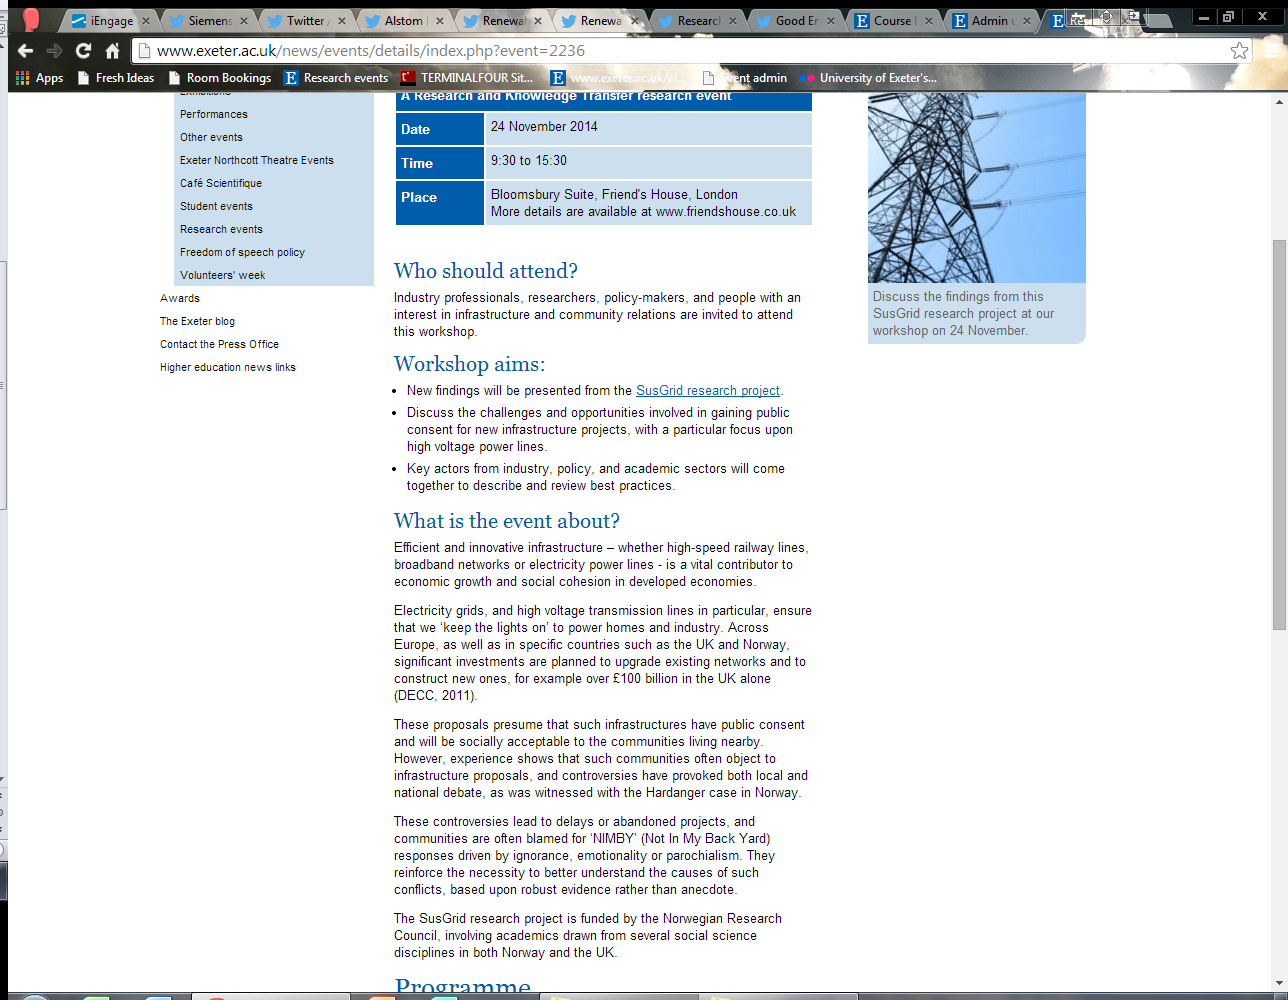 iEngage
Siemens
Twitter /
Alstom
Renewal
Renewa
Research
Good En
Course
Admin u
www.exeter.ac.uk/news/events/details/index.php?event=2236
Apps
Fresh Ideas
Room Bookings
Research events
TERMINALFOUR Sit...
www.exeter.ac.uk/cl...
Event admin
University of Exeter's...
Exhibitions
Performances
Other events
Exeter Northcott Theatre Events
Café Scientifique
Student events
Research events
Freedom of speech policy
Volunteers' week
Awards
The Exeter blog
Contact the Press Office
Higher education news links
A Research and Knowledge Transfer research event
Date
24 November 2014
Time
9:30 to 15:30
Place
Bloomsbury Suite, Friend's House, London
More details are available at www.friendshouse.co.uk
Who should attend?
Industry professionals, researchers, policy-makers, and people with an
interest in infrastructure and community relations are invited to attend
this workshop.
Workshop aims:
• New findings will be presented from the SusGrid research project.
• Discuss the challenges and opportunities involved in gaining public
consent for new infrastructure projects, with a particular focus upon
high voltage power lines.
• Key actors from industry, policy, and academic sectors will come
together to describe and review best practices.
What is the event about?
Efficient and innovative infrastructure – whether high-speed railway lines,
broadband networks or electricity power lines - is a vital contributor to
economic growth and social cohesion in developed economies.
Electricity grids, and high voltage transmission lines in particular, ensure
that we ‘keep the lights on’ to power homes and industry. Across
Europe, as well as in specific countries such as the UK and Norway,
significant investments are planned to upgrade existing networks and to
construct new ones, for example over £100 billion in the UK alone
(DECC, 2011).
These proposals presume that such infrastructures have public consent
and will be socially acceptable to the communities living nearby.
However, experience shows that such communities often object to
infrastructure proposals, and controversies have provoked both local and
national debate, as was witnessed with the Hardanger case in Norway.
These controversies lead to delays or abandoned projects, and
communities are often blamed for ‘NIMBY’ (Not In My Back Yard)
responses driven by ignorance, emotionality or parochialism. They
reinforce the necessity to better understand the causes of such
conflicts, based upon robust evidence rather than anecdote.
The SusGrid research project is funded by the Norwegian Research
Council, involving academics drawn from several social science
disciplines in both Norway and the UK.
Programme
Discuss the findings from this
SusGrid research project at our
workshop on 24 November.